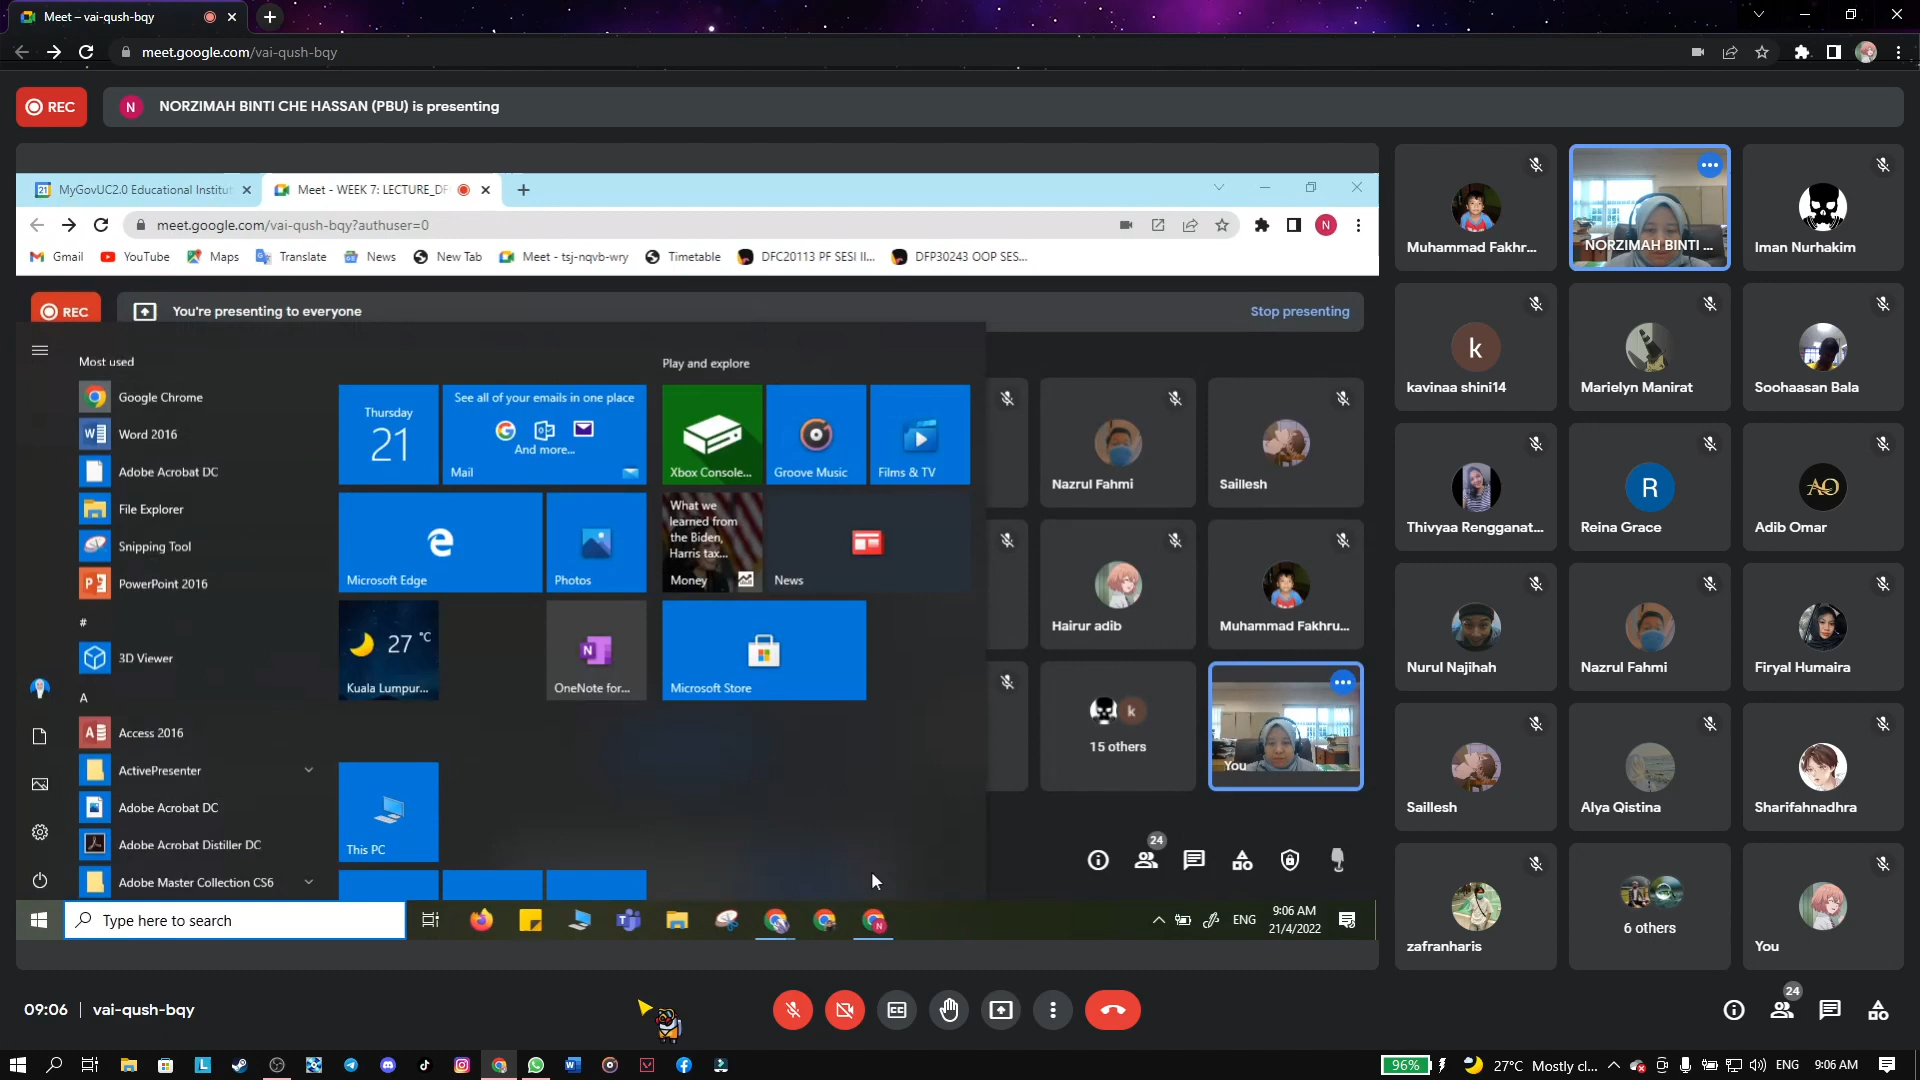 Meet – vai-qush-bqy
meet.google.com/vai-qush-bqy
REC
N
NORZIMAH BINTI CHE HASSAN (PBU) is presenting
MyGovUC2.0 Educational Institut
Meet - WEEK 7: LECTURE_DF
meet.google.com/vai-qush-bqy?authuser=0
N
Gmail
YouTube
Maps
Translate
News
New Tab
Meet - tsj-nqvb-wry
Timetable
DFC20113 PF SESI II...
DFP30243 OOP SES...
REC
You're presenting to everyone
Stop presenting
Most used
Google Chrome
Word 2016
Adobe Acrobat DC
File Explorer
Snipping Tool
PowerPoint 2016
#
3D Viewer
A
Access 2016
ActivePresenter
Adobe Acrobat DC
Adobe Acrobat Distiller DC
Adobe Master Collection CS6
Thursday
21
See all of your emails in one place
And more...
Mail
Microsoft Edge
Photos
27 °C
Kuala Lumpur...
OneNote for...
This PC
Play and explore
Xbox Console...
Groove Music
Films & TV
What we
learned from
the Biden,
Harris tax...
Money
News
Microsoft Store
Nazrul Fahmi
Saillesh
Hairur adib
Muhammad Fakhru...
k
15 others
You
24
Type here to search
ENG
9:06 AM
21/4/2022
Muhammad Fakhr...
NORZIMAH BINTI ...
Iman Nurhakim
k
kavinaa shini14
Marielyn Manirat
Soohaasan Bala
Thivyaa Rengganat...
R
Reina Grace
AO
Adib Omar
Nurul Najihah
Nazrul Fahmi
Firyal Humaira
Saillesh
Alya Qistina
Sharifahnadhra
zafranharis
6 others
You
09:06
vai-qush-bqy
24
96%
27°C
Mostly cl...
ENG
9:06 AM